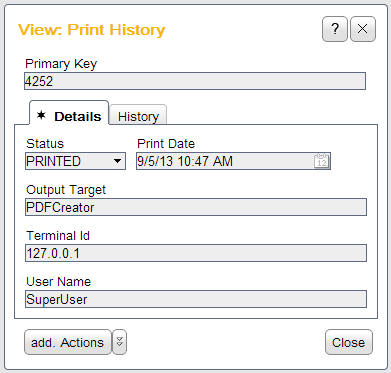 View: Print History
?
Primary Key
4252
Details
History
Status
Print Date
PRINTED
9/5/13 10:47 AM
12
Output Target
PDFCreator
Terminal Id
127.0.0.1
User Name
SuperUser
add. Actions
Close